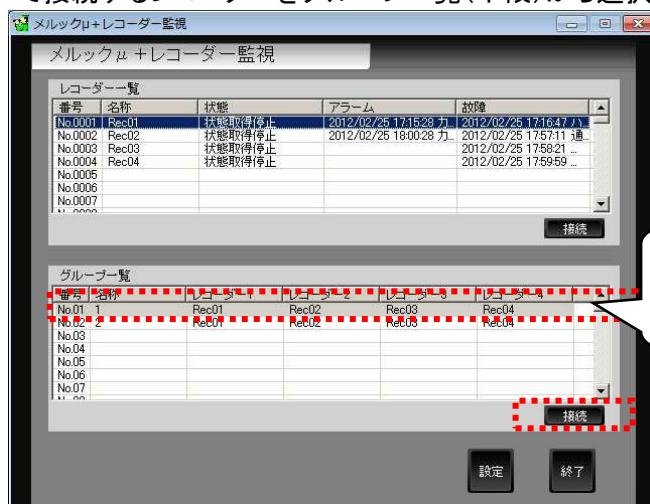 で接続するレコーダーをグループ一覧(下段)から選択
メルックμ+レコーダー監視
メルックμ+レコーダー監視
レコーダー一覧
番号 名称 状態 アラーム 故障
No.0001 Rec01 状態取得停止 2012/02/25 17:15:28 カ... 2012/02/25 17:16:47 ハ
No.0002 Rec02 状態取得停止 2012/02/25 18:00:28 カ... 2012/02/25 17:57:11 通...
No.0003 Rec03 状態取得停止 2012/02/25 17:58:21 ...
No.0004 Rec04 状態取得停止 2012/02/25 17:59:59 ...
No.0005
No.0006
No.0007
接続
グループ一覧
番号 名称 レコーダー1 レコーダー2 レコーダー3 レコーダー4
No.01 1 Rec01 Rec02 Rec03 Rec04
No.02 2 Rec01 Rec02 Rec03 Rec04
No.03
No.04
No.05
No.06
No.07
接続
設定 終了